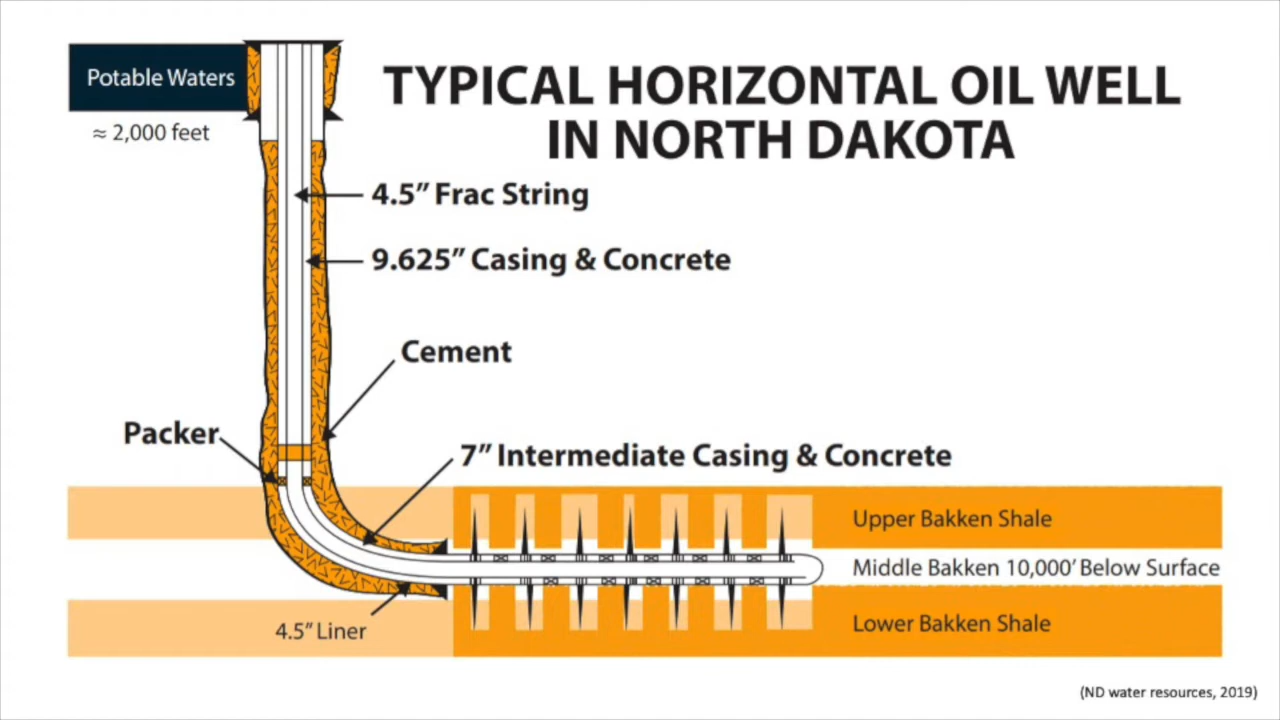 Potable Waters
≈ 2,000 feet
TYPICAL HORIZONTAL OIL WELL
IN NORTH DAKOTA
4.5” Frac String
9.625” Casing & Concrete
Cement
Packer
7” Intermediate Casing & Concrete
Upper Bakken Shale
Middle Bakken 10,000’ Below Surface
Lower Bakken Shale
4.5” Liner
(ND water resources, 2019)